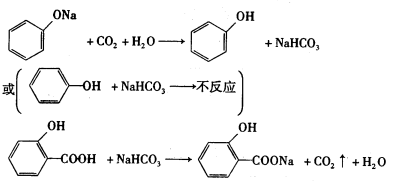 ONa + CO₂ + H₂O ⟶ OH + NaHCO₃
或( OH + NaHCO₃ ⟶不反应 )
OH COOH + NaHCO₃ ⟶ OH COONa + CO₂↑ + H₂O